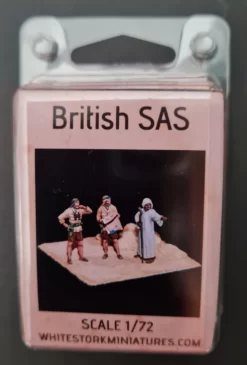 British SAS
SCALE 1/72
WHITESTORKMINIATURES.COM